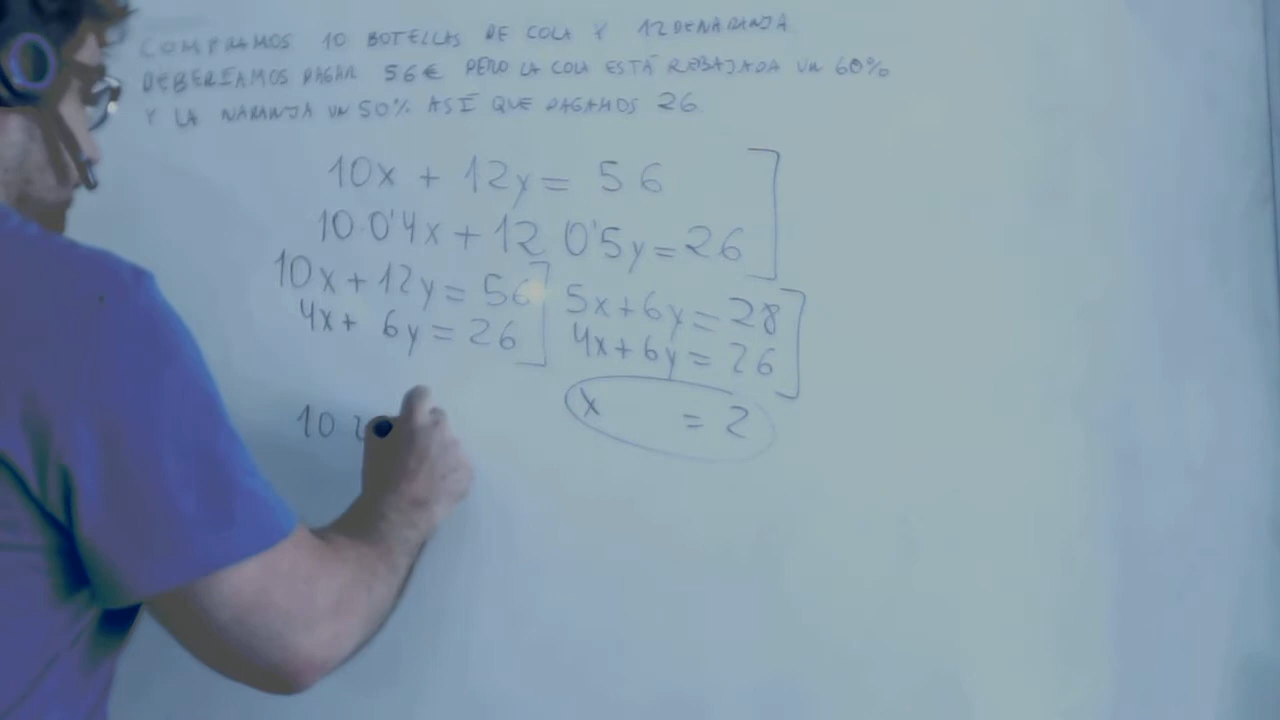 COMPRAMOS 10 BOTELLAS DE COLA Y 12 DE NARANJA
DEBERIAMOS PAGAR 56€ PERO LA COLA ESTÁ REBAJADA UN 60%
Y LA NARANJA UN 50% ASÍ QUE PAGAMOS 26
10x + 12y = 56
10 0'4x + 12 0'5y = 26
10x + 12y = 56
4x + 6y = 26
5x + 6y = 28
4x + 6y = 26
x = 2
10 2